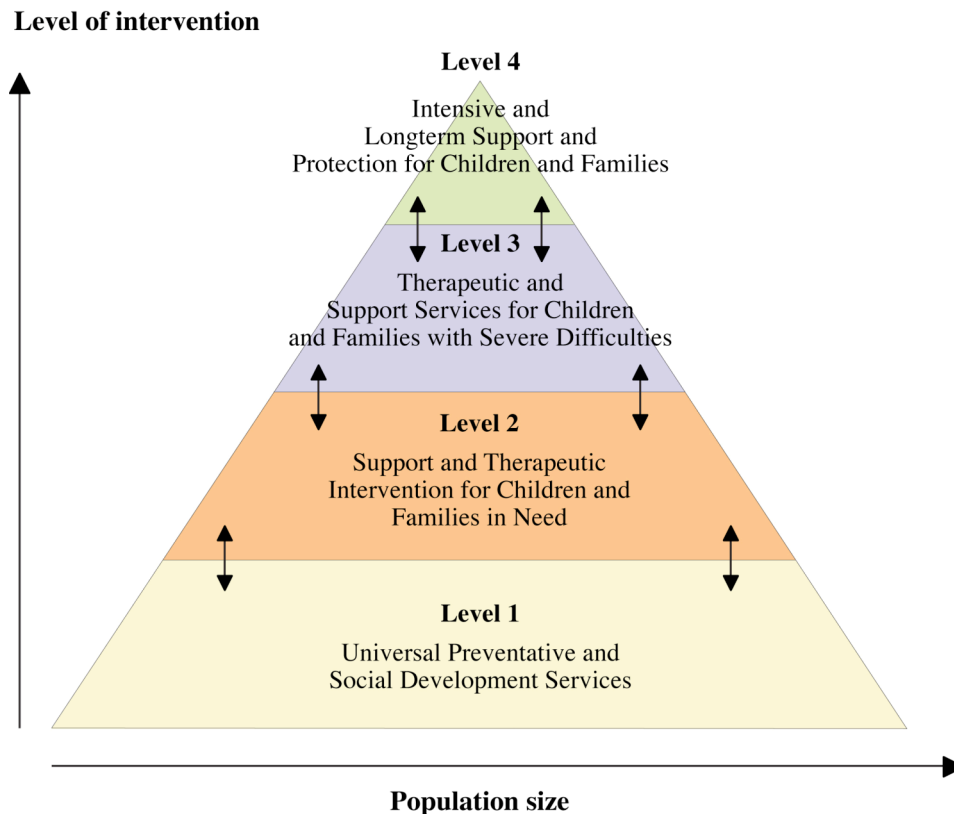 Level of intervention
Level 4
Intensive and
Longterm Support and
Protection for Children and Families
Level 3
Therapeutic and
Support Services for Children
and Families with Severe Difficulties
Level 2
Support and Therapeutic
Intervention for Children and
Families in Need
Level 1
Universal Preventative and
Social Development Services
Population size